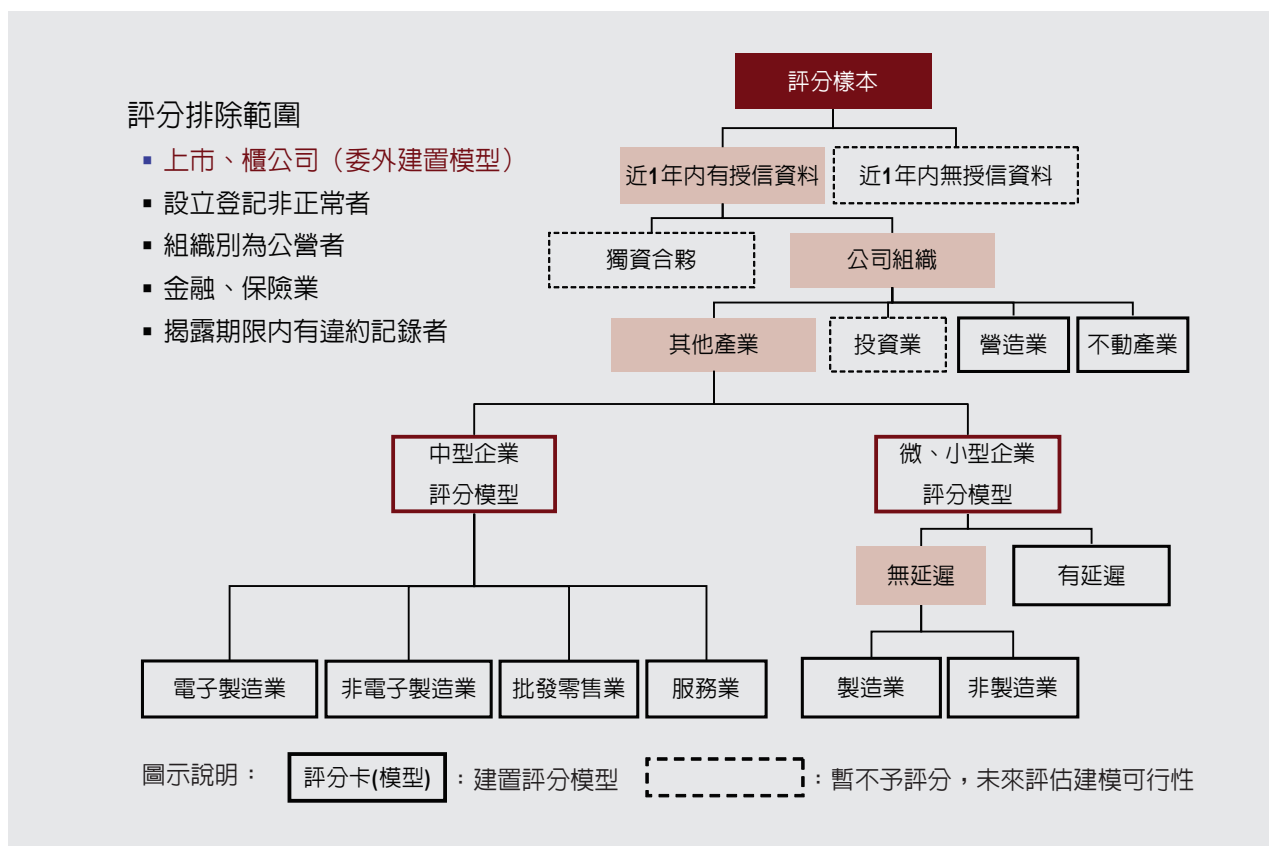 評分樣本
評分排除範圍
▪ 上市、櫃公司（委外建置模型）
▪ 設立登記非正常者
▪ 組織別為公營者
▪ 金融、保險業
▪ 揭露期限內有違約記錄者
近1年內有授信資料
近1年內無授信資料
獨資合夥
公司組織
其他產業
投資業
營造業
不動產業
中型企業
評分模型
微、小型企業
評分模型
無延遲
有延遲
電子製造業
非電子製造業
批發零售業
服務業
製造業
非製造業
圖示說明：
評分卡(模型)
：建置評分模型
：暫不予評分，未來評估建模可行性